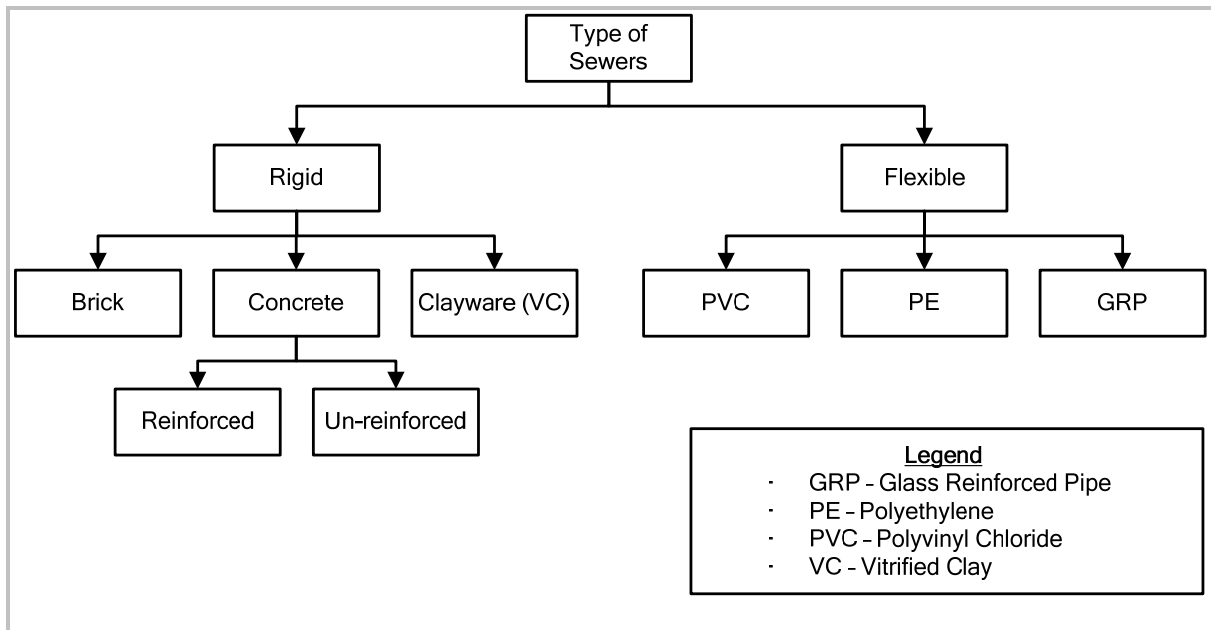 Type of
Sewers
Rigid
Flexible
Brick
Concrete
Clayware (VC)
PVC
PE
GRP
Reinforced
Un-reinforced
Legend
· GRP – Glass Reinforced Pipe
· PE – Polyethylene
· PVC – Polyvinyl Chloride
· VC – Vitrified Clay